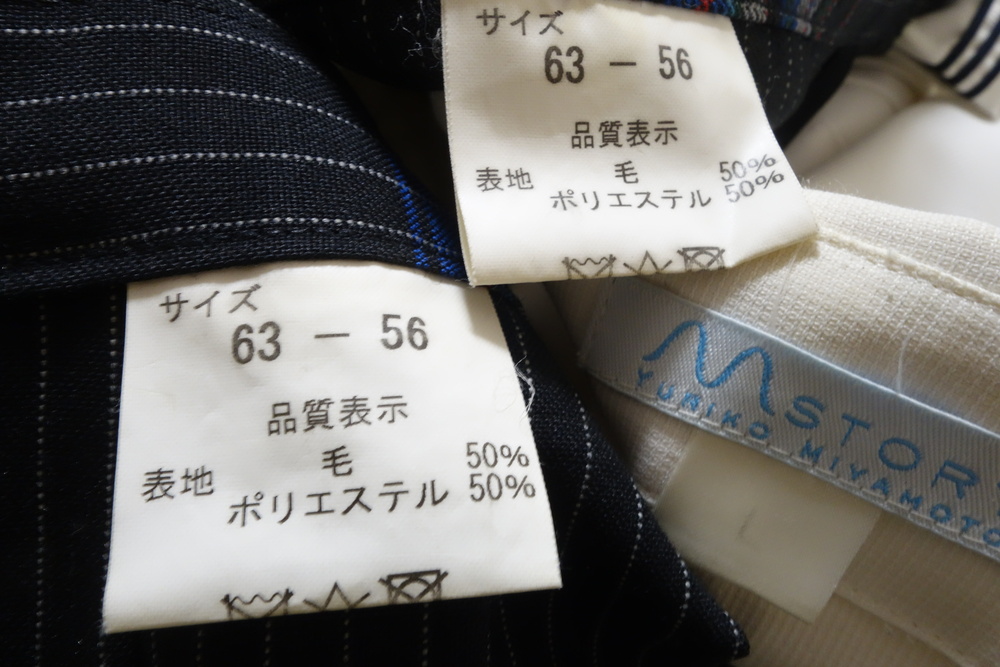 サイズ
63 - 56
品質表示
毛 50%
表地
ポリエステル 50%
サイズ
63 - 56
品質表示
毛 50%
表地
ポリエステル 50%
M STOR
YURIKO MIYAMOTO